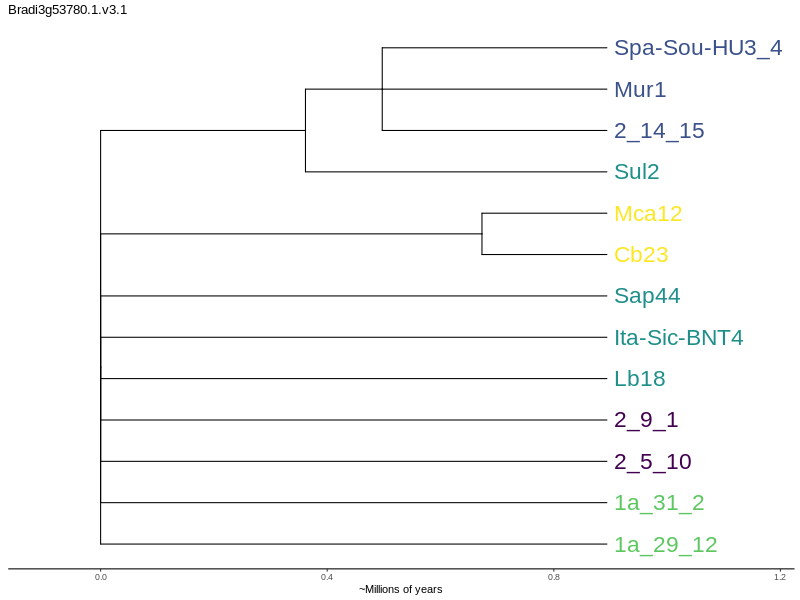 Bradi3g53780.1.v3.1
Spa-Sou-HU3_4
Mur1
2_14_15
Sul2
Mca12
Cb23
Sap44
Ita-Sic-BNT4
Lb18
2_9_1
2_5_10
1a_31_2
1a_29_12
0.0 0.4 0.8 1.2
~Millions of years